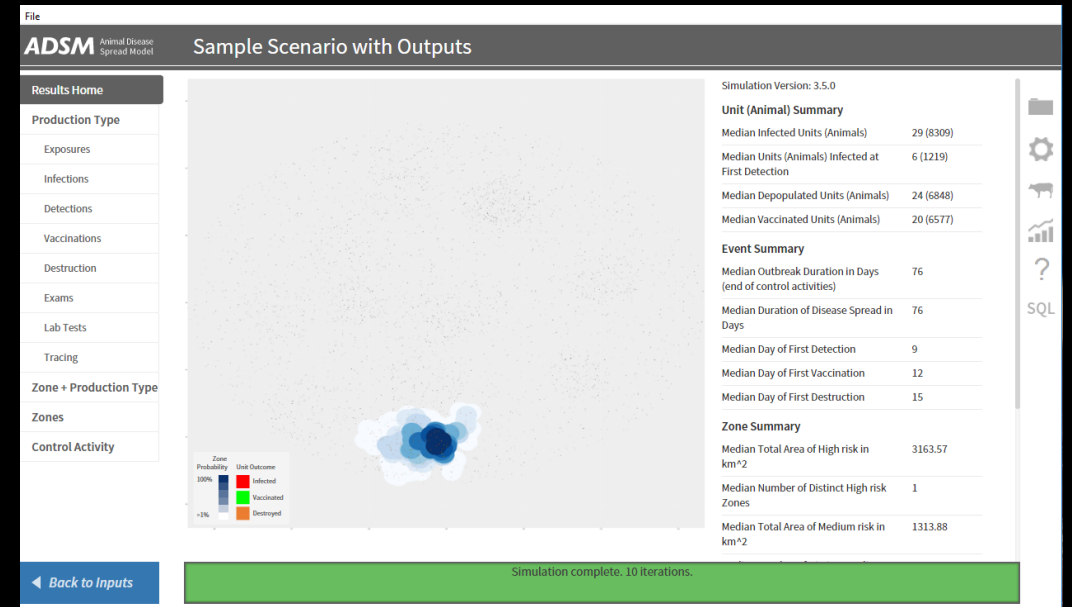 File
ADSM Animal Disease
Spread Model
Sample Scenario with Outputs
Results Home
Production Type
Exposures
Infections
Detections
Vaccinations
Destruction
Exams
Lab Tests
Tracing
Zone + Production Type
Zones
Control Activity
Back to Inputs
Zone
Probability
100%
>1%
Unit Outcome
Infected
Vaccinated
Destroyed
Simulation Version: 3.5.0
Unit (Animal) Summary
Median Infected Units (Animals) 29 (8309)
Median Units (Animals) Infected at 6 (1219)
First Detection
Median Depopulated Units (Animals) 24 (6848)
Median Vaccinated Units (Animals) 20 (6577)
Event Summary
Median Outbreak Duration in Days 76
(end of control activities)
Median Duration of Disease Spread in 76
Days
Median Day of First Detection 9
Median Day of First Vaccination 12
Median Day of First Destruction 15
Zone Summary
Median Total Area of High risk in 3163.57
km^2
Median Number of Distinct High risk 1
Zones
Median Total Area of Medium risk in 1313.88
km^2
?
SQL
Simulation complete. 10 iterations.